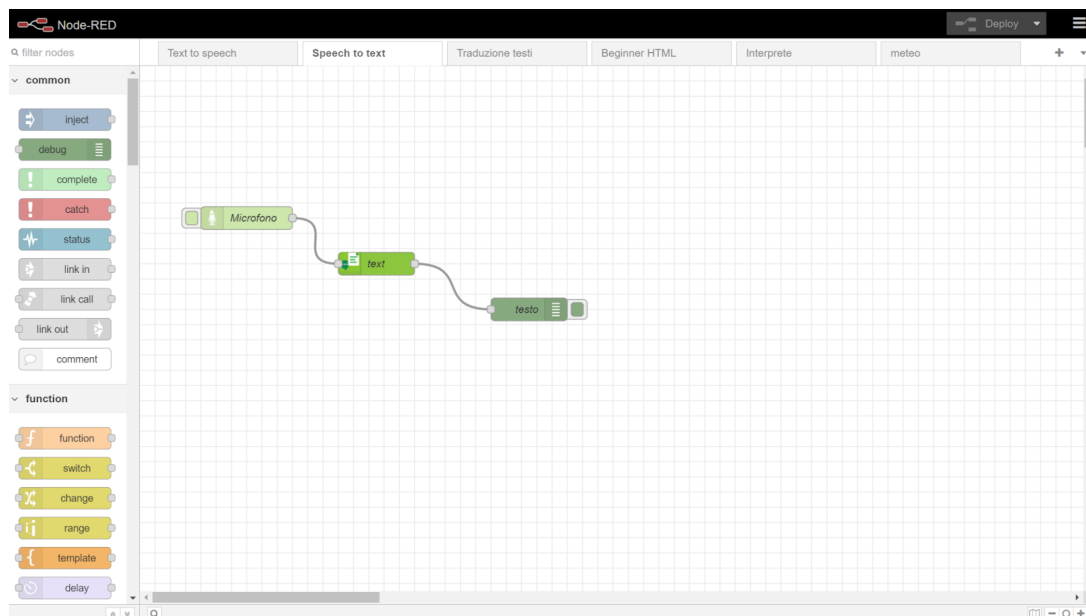 Node-RED
Deploy
filter nodes
Text to speech
Speech to text
Traduzione testi
Beginner HTML
Interprete
meteo
common
inject
debug
complete
catch
status
link in
link call
link out
comment
function
function
switch
change
range
template
delay
Microfono
text
testo